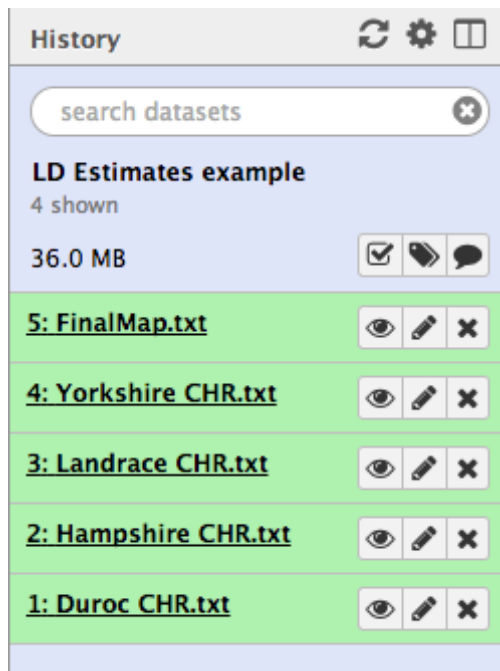 History
search datasets
LD Estimates example
4 shown
36.0 MB
5: FinalMap.txt
4: Yorkshire CHR.txt
3: Landrace CHR.txt
2: Hampshire CHR.txt
1: Duroc CHR.txt